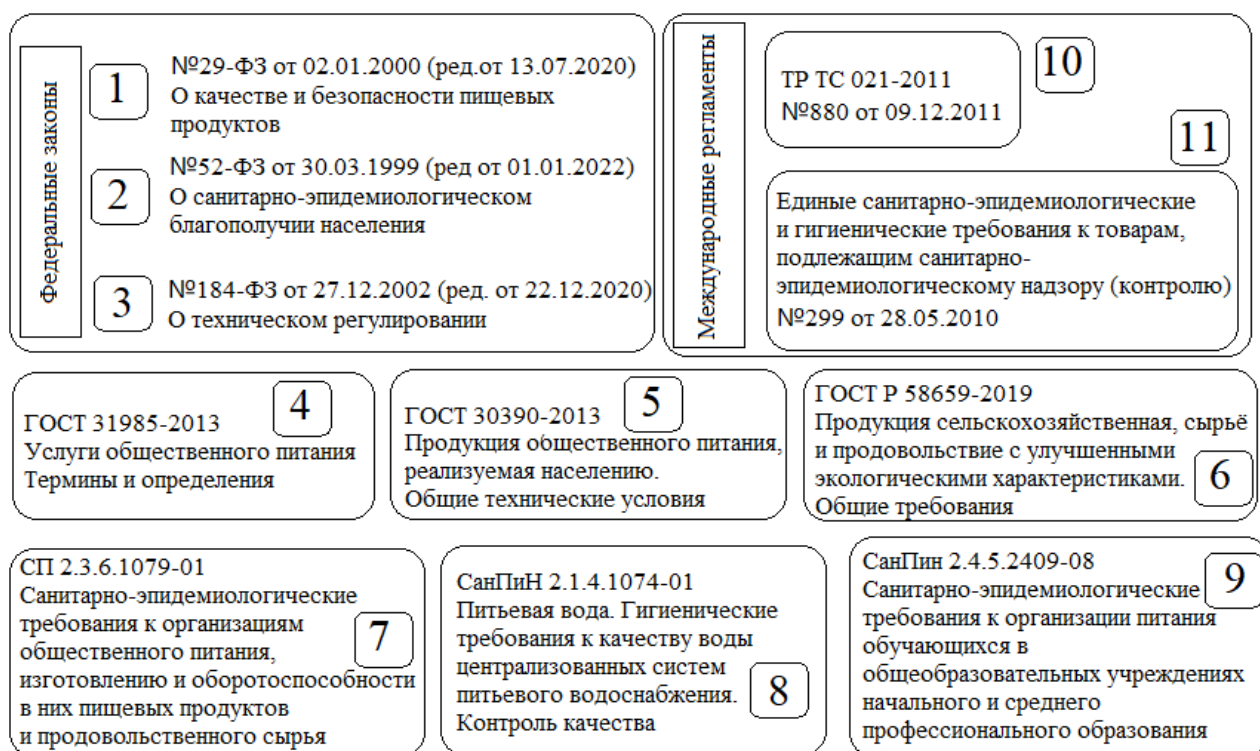 Федеральные законы
1
№29-ФЗ от 02.01.2000 (ред.от 13.07.2020)
О качестве и безопасности пищевых
продуктов
2
№52-ФЗ от 30.03.1999 (ред от 01.01.2022)
О санитарно-эпидемиологическом
благополучии населения
3
№184-ФЗ от 27.12.2002 (ред. от 22.12.2020)
О техническом регулировании
Международные регламенты
ТР ТС 021-2011
№880 от 09.12.2011
10
11
Единые санитарно-эпидемиологические
и гигиенические требования к товарам,
подлежащим санитарно-
эпидемиологическому надзору (контролю)
№299 от 28.05.2010
4
ГОСТ 31985-2013
Услуги общественного питания
Термины и определения
5
ГОСТ 30390-2013
Продукция общественного питания,
реализуемая населению.
Общие технические условия
ГОСТ Р 58659-2019
Продукция сельскохозяйственная, сырьё
и продовольствие с улучшенными
экологическими характеристиками.
Общие требования
6
СП 2.3.6.1079-01
Санитарно-эпидемиологические
требования к организациям
общественного питания,
изготовлению и оборотоспособности
в них пищевых продуктов
и продовольственного сырья
7
СанПиН 2.1.4.1074-01
Питьевая вода. Гигиенические
требования к качеству воды
централизованных систем
питьевого водоснабжения.
Контроль качества
8
СанПин 2.4.5.2409-08
Санитарно-эпидемиологические
требования к организации питания
обучающихся в
общеобразовательных учреждениях
начального и среднего
профессионального образования
9